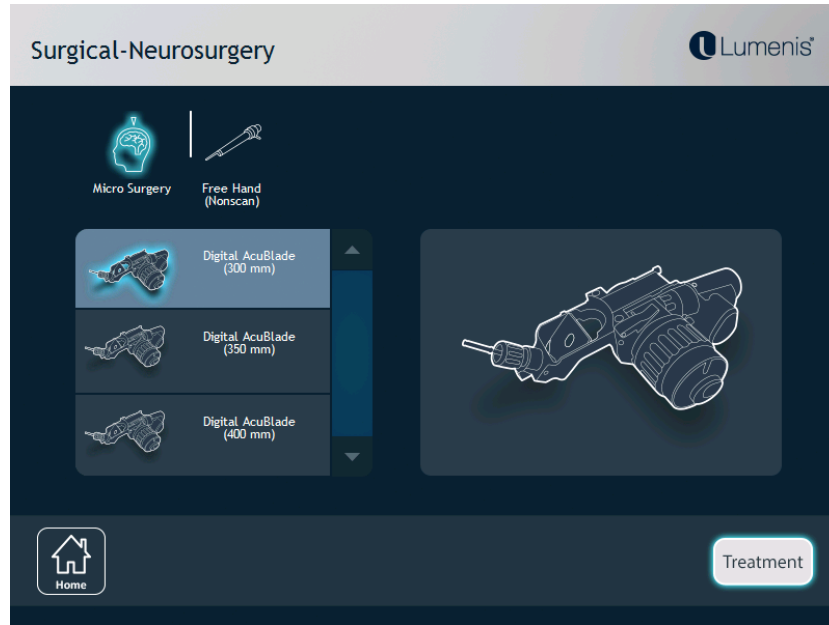 Surgical-Neurosurgery
Lumenis®
Micro Surgery
Free Hand
(Nonscan)
Digital AcuBlade
(300 mm)
Digital AcuBlade
(350 mm)
Digital AcuBlade
(400 mm)
Home
Treatment